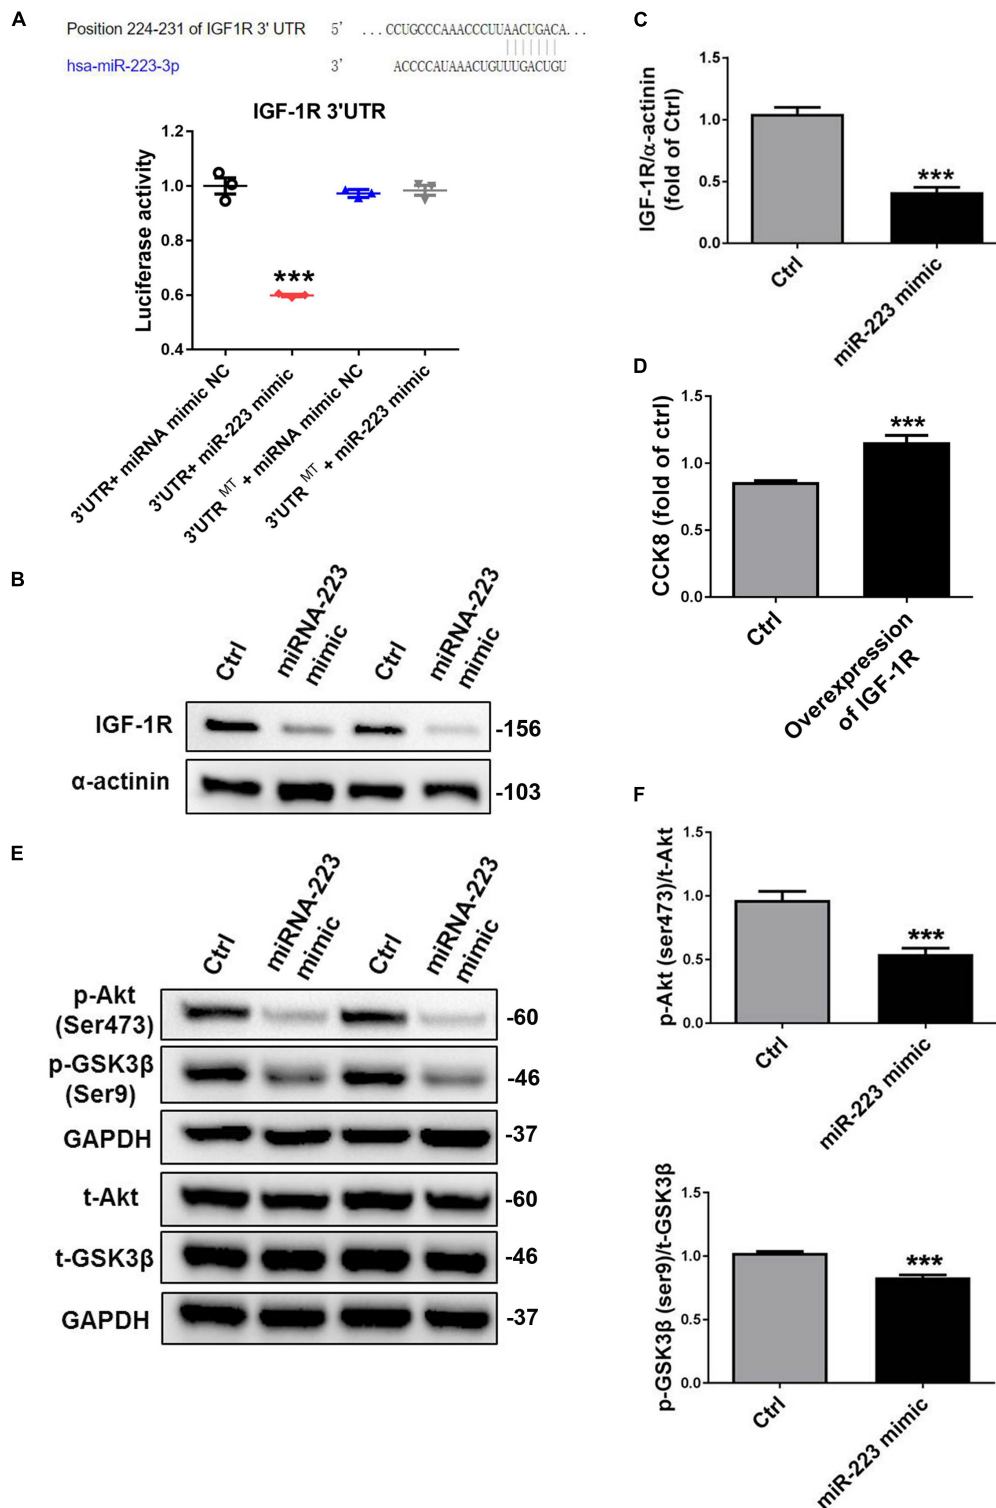 A
Position 224-231 of IGF1R 3' UTR 5' ...CCUGCCCAAACCCUUAACUGACA...
hsa-miR-223-3p 3' ACCCCAUAAACUGUUUGACUGU
IGF-1R 3'UTR
Luciferase activity
1.2
1.0
0.8
0.6
0.4
***
3'UTR+ miRNA mimic NC
3'UTR+ miR-223 mimic
3'UTR MT + miRNA mimic NC
3'UTR MT + miR-223 mimic
B
Ctrl
miRNA-223
mimic
Ctrl
miRNA-223
mimic
IGF-1R
-156
α-actinin
-103
C
IGF-1R/α-actinin
(fold of Ctrl)
1.5
1.0
0.5
0.0
***
Ctrl
miR-223 mimic
D
CCK8 (fold of ctrl)
1.5
1.0
0.5
0.0
***
Ctrl
Overexpression
of IGF-1R
E
Ctrl
miRNA-223
mimic
Ctrl
miRNA-223
mimic
p-Akt
(Ser473)
-60
p-GSK3β
(Ser9)
-46
GAPDH
-37
t-Akt
-60
t-GSK3β
-46
GAPDH
-37
F
p-Akt (ser473)/t-Akt
1.5
1.0
0.5
0.0
***
Ctrl
miR-223 mimic
p-GSK3β (ser9)/t-GSK3β
1.5
1.0
0.5
0.0
***
Ctrl
miR-223 mimic